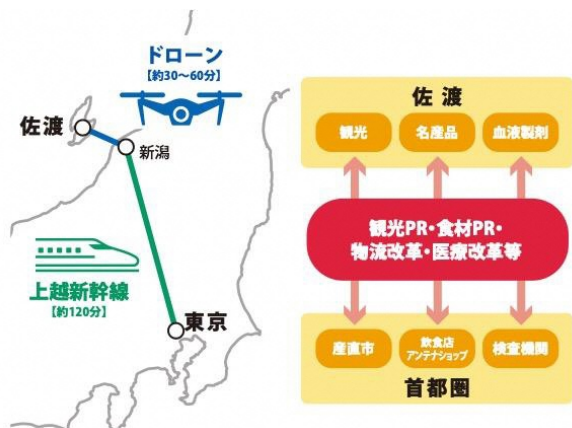 ドローン
【約30〜60分】
佐渡
新潟
上越新幹線
【約120分】
東京
佐渡
観光
名産品
血液製剤
観光PR・食材PR・
物流改革・医療改革等
産直市
飲食店
アンテナショップ
検査機関
首都圏